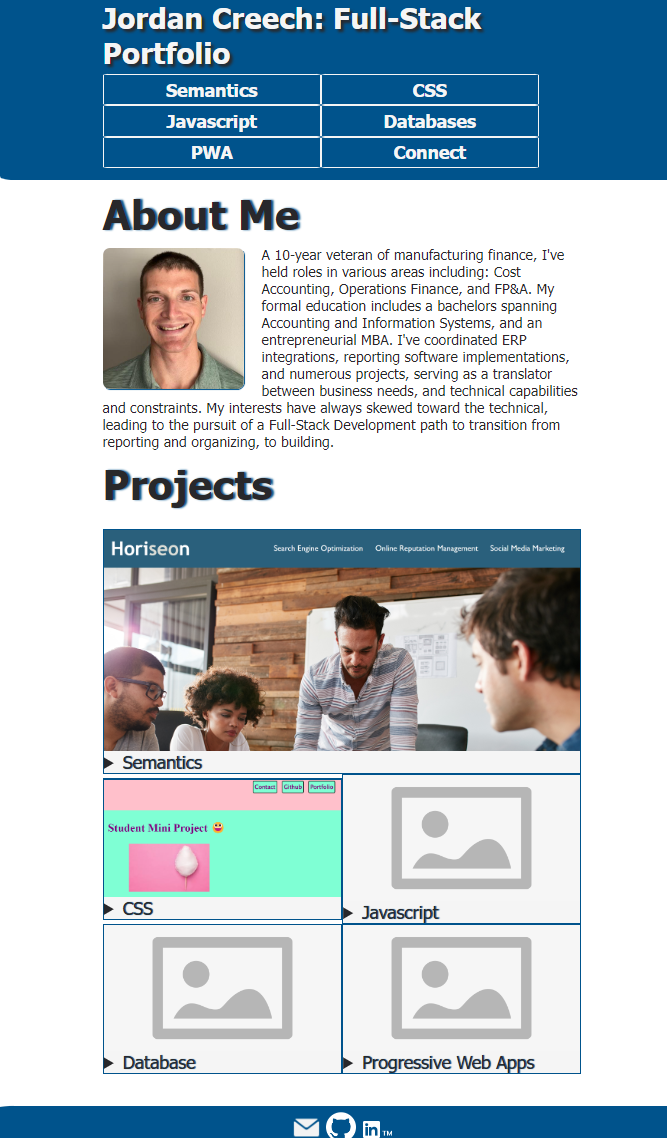 Jordan Creech: Full-Stack
Portfolio
Semantics CSS
Javascript Databases
PWA Connect
About Me
A 10-year veteran of manufacturing finance, I've
held roles in various areas including: Cost
Accounting, Operations Finance, and FP&A. My
formal education includes a bachelors spanning
Accounting and Information Systems, and an
entrepreneurial MBA. I've coordinated ERP
integrations, reporting software implementations,
and numerous projects, serving as a translator
between business needs, and technical capabilities
and constraints. My interests have always skewed toward the technical,
leading to the pursuit of a Full-Stack Development path to transition from
reporting and organizing, to building.
Projects
Horiseon Search Engine Optimization Online Reputation Management Social Media Marketing
Semantics
Contact Github Portfolio
Student Mini Project 😃
CSS
Javascript
Database
Progressive Web Apps
in TM